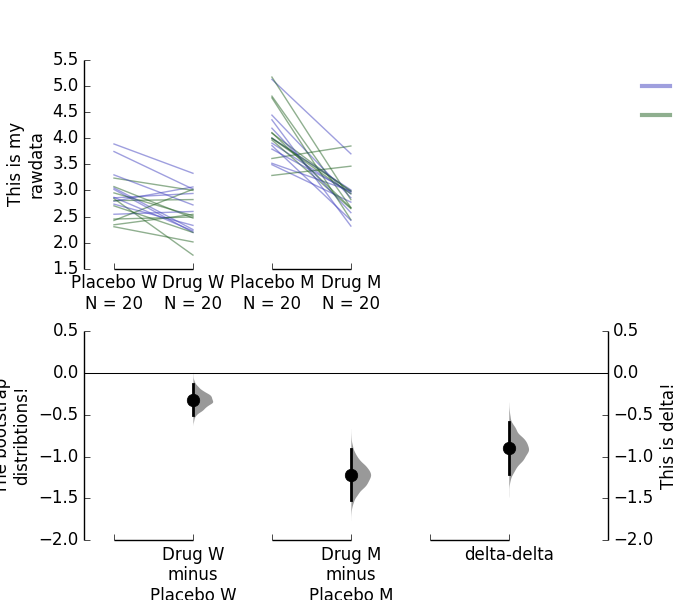 5.5
5.0
4.5
4.0
3.5
3.0
2.5
2.0
1.5
This is my
rawdata
Placebo W Drug W Placebo M Drug M
N = 20 N = 20 N = 20 N = 20
0.5
0.0
−0.5
−1.0
−1.5
−2.0
bootstrap
distribtions!
0.5
0.0
−0.5
−1.0
−1.5
−2.0
This is delta!
Drug W
minus
Placebo W
Drug M
minus
Placebo M
delta-delta